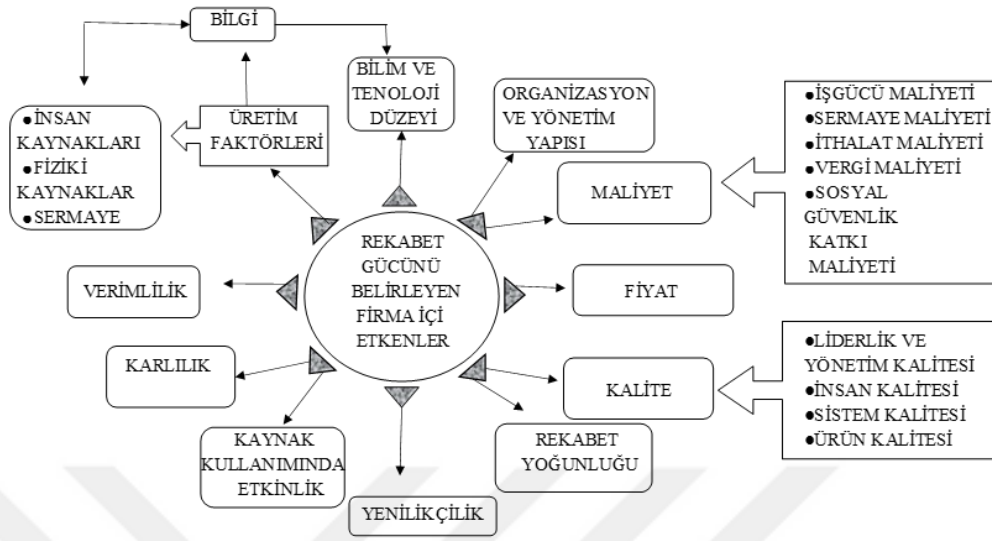 BİLGİ
BİLİM VE
TENOLOJİ
DÜZEYİ
ORGANİZASYON
VE YÖNETİM
YAPISI
●İNSAN
KAYNAKLARI
●FİZİKİ
KAYNAKLAR
●SERMAYE
ÜRETİM
FAKTÖRLERİ
MALİYET
●İŞGÜCÜ MALİYETİ
●SERMAYE MALİYETİ
●İTHALAT MALİYETİ
●VERGİ MALİYETİ
●SOSYAL
GÜVENLİK
KATKI
MALİYETİ
REKABET
GÜCÜNÜ
BELİRLEYEN
FİRMA İÇİ
ETKENLER
VERİMLİLİK
FİYAT
KARLILIK
KALİTE
●LİDERLİK VE
YÖNETİM KALİTESİ
●İNSAN KALİTESİ
●SİSTEM KALİTESİ
●ÜRÜN KALİTESİ
KAYNAK
KULLANIMINDA
ETKİNLİK
YENİLİKÇİLİK
REKABET
YOĞUNLUĞU